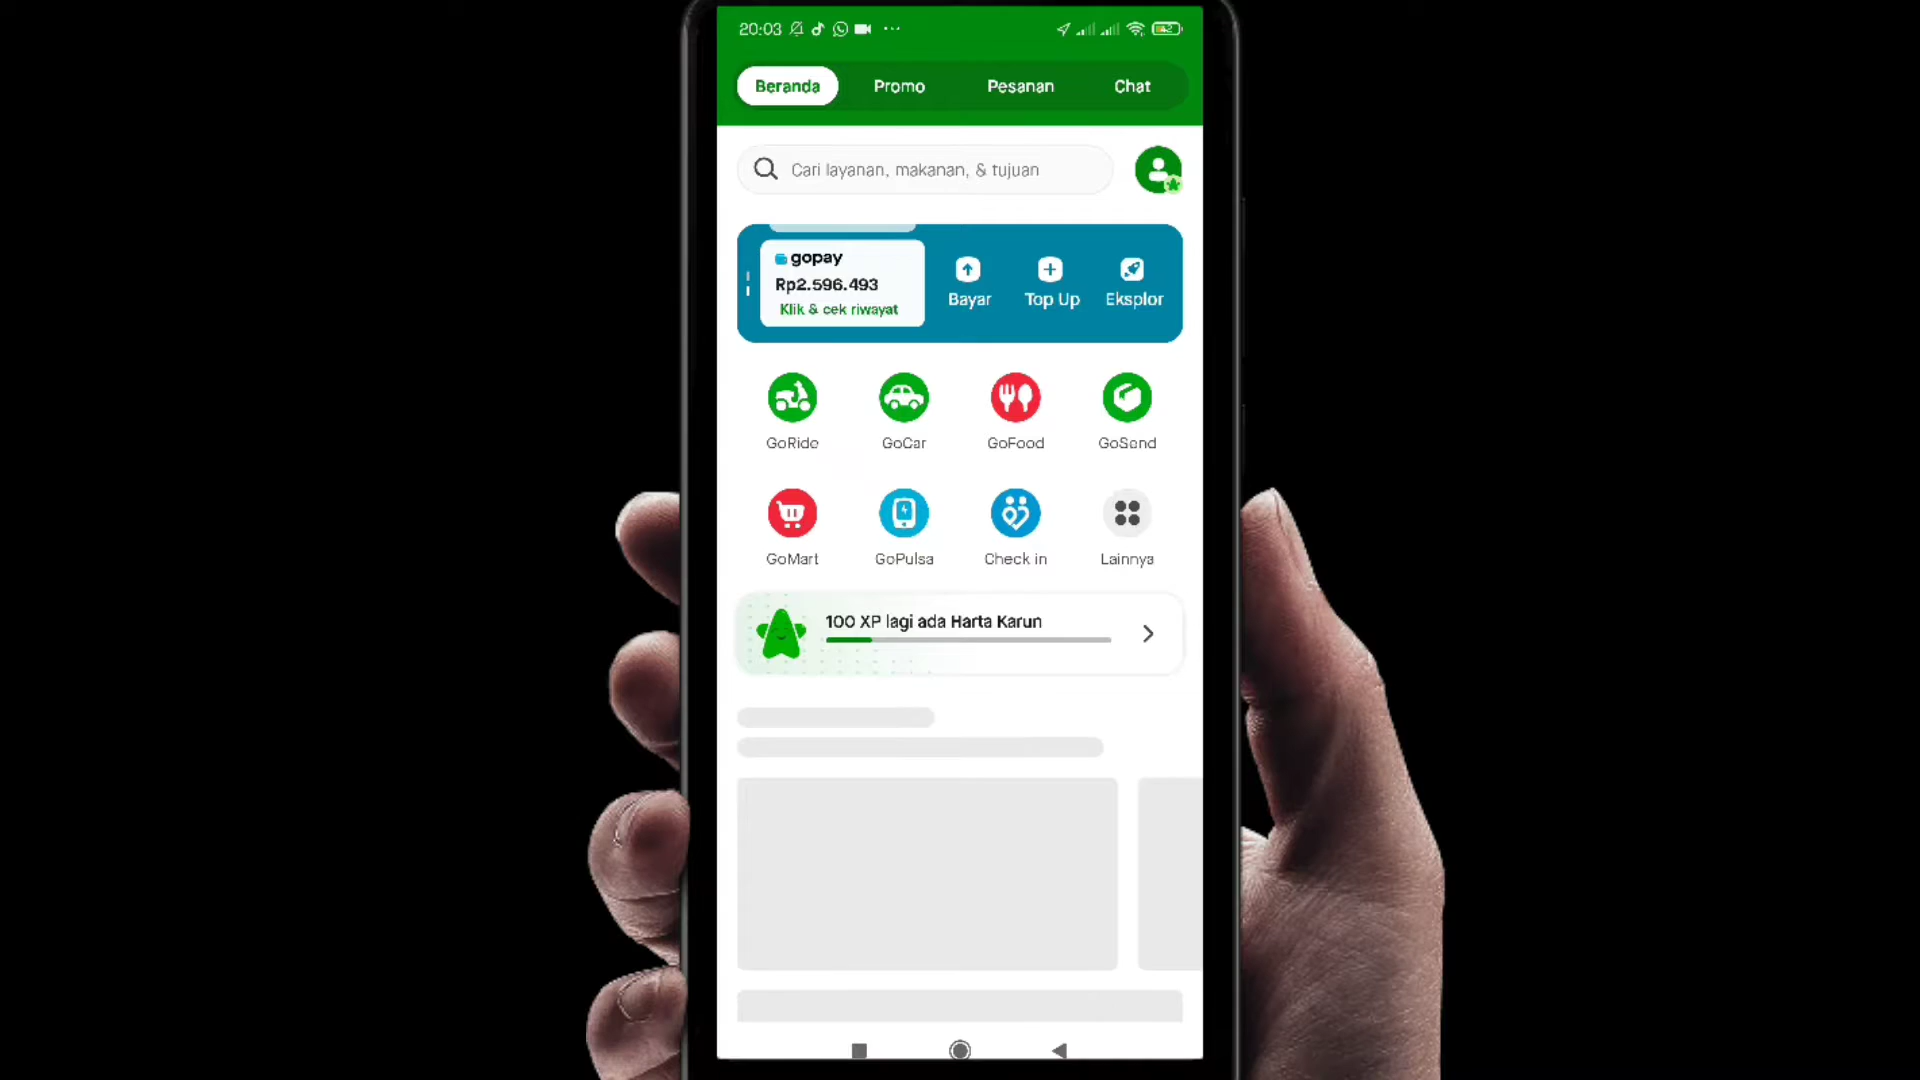 20:03
42
Beranda Promo Pesanan Chat
Cari layanan, makanan, & tujuan
gopay
Rp2.596.493
Klik & cek riwayat
Bayar Top Up Eksplor
GoRide GoCar GoFood GoSend
GoMart GoPulsa Check in Lainnya
100 XP lagi ada Harta Karun